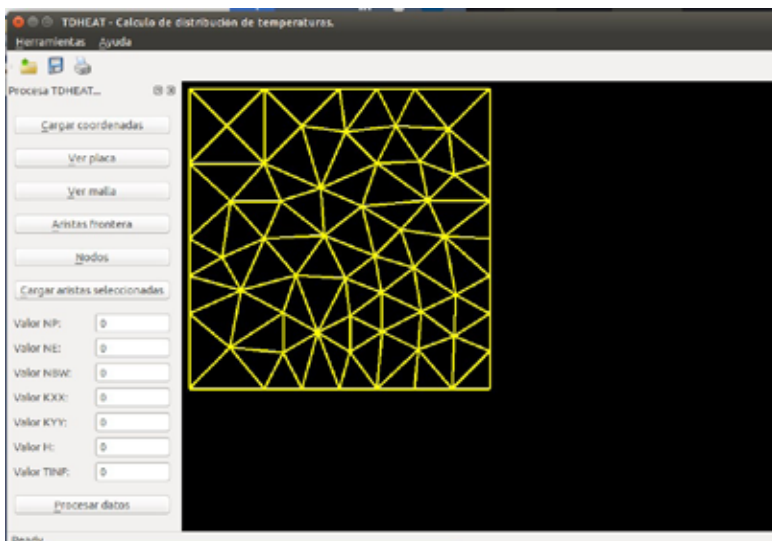 TDHEAT - Calculo de distribución de temperaturas.
Herramientas Ayuda
Procesa TDHEAT...
Cargar coordenadas
Ver placa
Ver malla
Aristas frontera
Nodos
Cargar aristas seleccionadas
Valor NP: 0
Valor NE: 0
Valor NBW: 0
Valor KXX: 0
Valor KYY: 0
Valor H: 0
Valor TINF: 0
Procesar datos
Ready